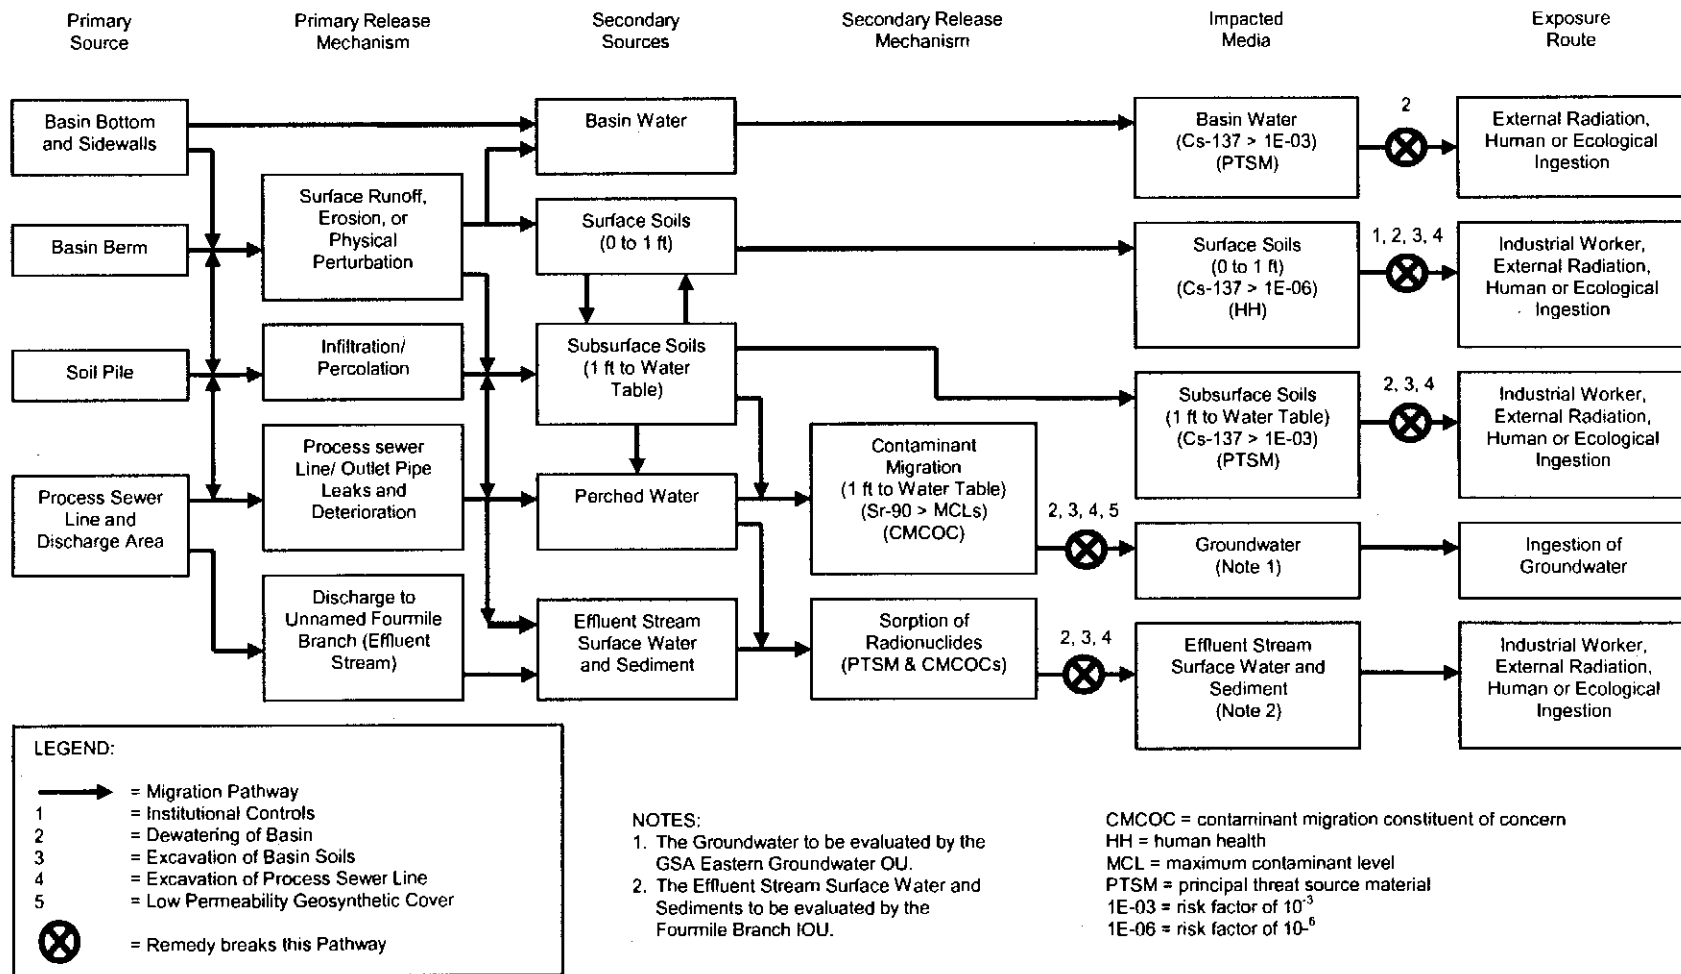 Primary
Source
Primary Release
Mechanism
Secondary
Sources
Secondary Release
Mechanism
Impacted
Media
Exposure
Route
Basin Bottom
and Sidewalls
Basin Berm
Soil Pile
Process Sewer
Line and
Discharge Area
Surface Runoff,
Erosion, or
Physical
Perturbation
Infiltration/
Percolation
Process sewer
Line/ Outlet Pipe
Leaks and
Deterioration
Discharge to
Unnamed Fourmile
Branch (Effluent
Stream)
Basin Water
Surface Soils
(0 to 1 ft)
Subsurface Soils
(1 ft to Water
Table)
Perched Water
Effluent Stream
Surface Water
and Sediment
Contaminant
Migration
(1 ft to Water Table)
(Sr-90 > MCLs)
(CMCOC)
Sorption of
Radionuclides
(PTSM & CMCOCs)
2, 3, 4, 5
2, 3, 4
Basin Water
(Cs-137 > 1E-03)
(PTSM)
Surface Soils
(0 to 1 ft)
(Cs-137 > 1E-06)
(HH)
Subsurface Soils
(1 ft to Water Table)
(Cs-137 > 1E-03)
(PTSM)
Groundwater
(Note 1)
Effluent Stream
Surface Water and
Sediment
(Note 2)
2
1, 2, 3, 4
2, 3, 4
External Radiation,
Human or Ecological
Ingestion
Industrial Worker,
External Radiation,
Human or Ecological
Ingestion
Industrial Worker,
External Radiation,
Human or Ecological
Ingestion
Ingestion of
Groundwater
Industrial Worker,
External Radiation,
Human or Ecological
Ingestion
LEGEND:
= Migration Pathway
1 = Institutional Controls
2 = Dewatering of Basin
3 = Excavation of Basin Soils
4 = Excavation of Process Sewer Line
5 = Low Permeability Geosynthetic Cover
= Remedy breaks this Pathway
NOTES:
1. The Groundwater to be evaluated by the
GSA Eastern Groundwater OU.
2. The Effluent Stream Surface Water and
Sediments to be evaluated by the
Fourmile Branch IOU.
CMCOC = contaminant migration constituent of concern
HH = human health
MCL = maximum contaminant level
PTSM = principal threat source material
1E-03 = risk factor of 10⁻³
1E-06 = risk factor of 10⁻⁶